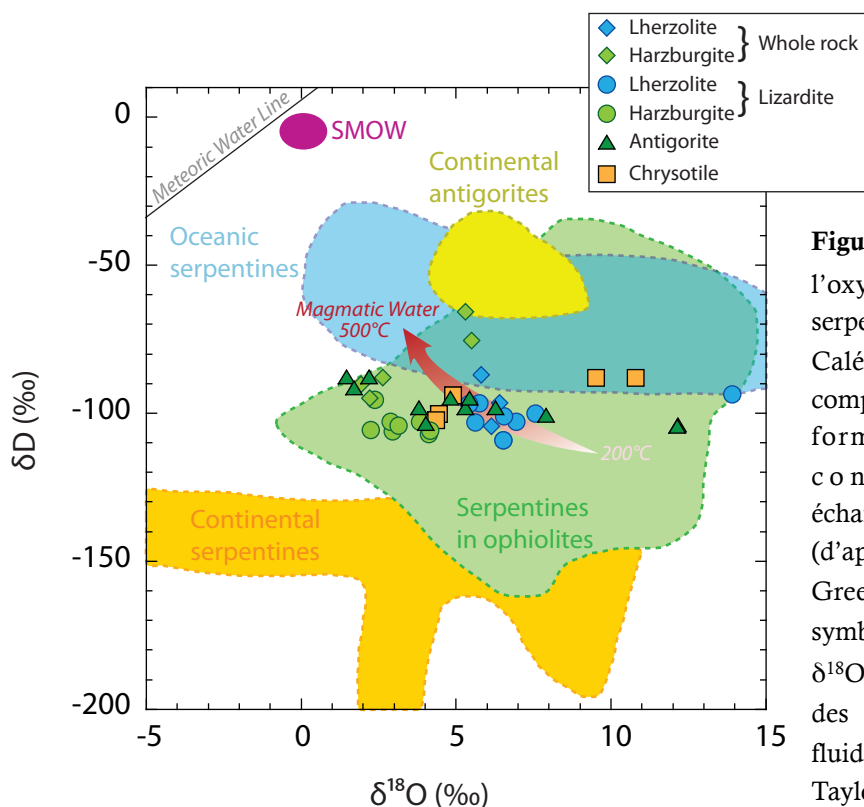 Lherzolite
Harzburgite
} Whole rock
Lherzolite
Harzburgite
} Lizardite
Antigorite
Chrysotile
Meteoric Water Line
SMOW
Continental
antigorites
Oceanic
serpentines
Magmatic Water
500°C
200°C
Serpentines
in ophiolites
Continental
serpentines
δD (‰)
0
-50
-100
-150
-200
-5
0
5
10
15
δ¹⁸O (‰)
Figu
l'oxy
serpe
Calé
comp
form
con
échar
(d'ap
Gree
symb
δ¹⁸O
des
fluid
Taylo